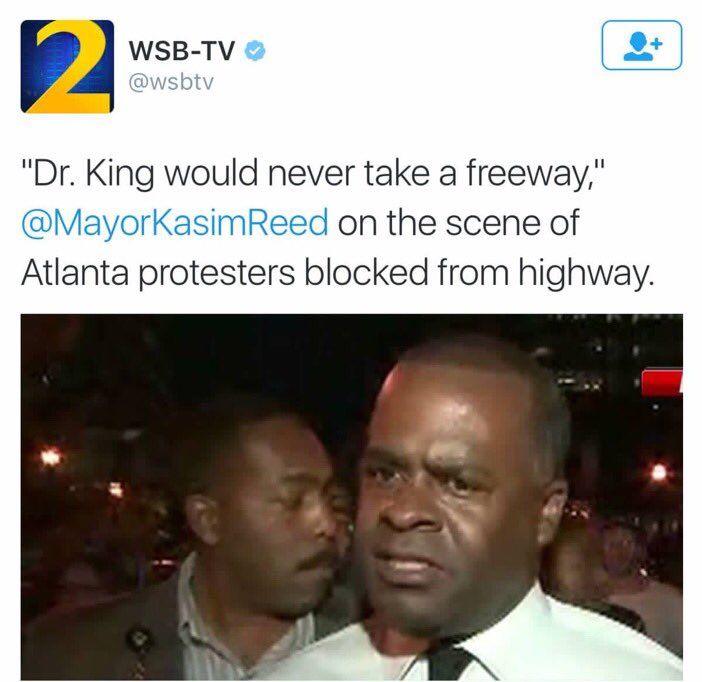 2
WSB-TV
@wsbtv
"Dr. King would never take a freeway,"
@MayorKasimReed on the scene of
Atlanta protesters blocked from highway.